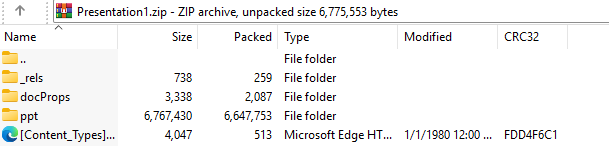 Presentation1.zip - ZIP archive, unpacked size 6,775,553 bytes
Name Size Packed Type Modified CRC32
.. File folder
_rels 738 259 File folder
docProps 3,338 2,087 File folder
ppt 6,767,430 6,647,753 File folder
[Content_Types]... 4,047 513 Microsoft Edge HT... 1/1/1980 12:00 ... FDD4F6C1